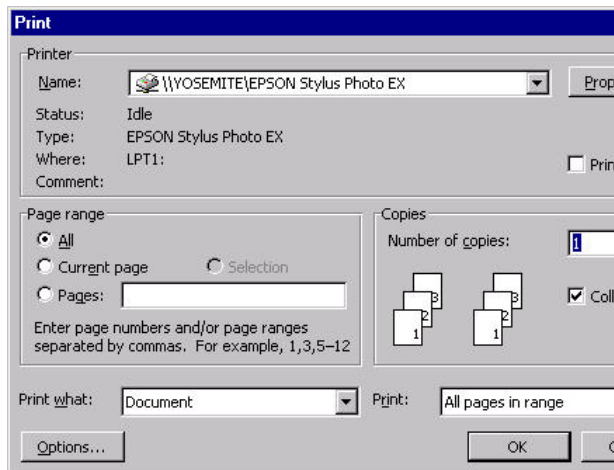 Print
Printer
Name: \\YOSEMITE\EPSON Stylus Photo EX Prop
Status: Idle
Type: EPSON Stylus Photo EX
Where: LPT1:
Prin
Comment:
Page range
All
Current page Selection
Pages:
Enter page numbers and/or page ranges
separated by commas. For example, 1,3,5–12
Copies
Number of copies: 1
3 3
2 2
1 1
Coll
Print what: Document
Print: All pages in range
Options... OK C